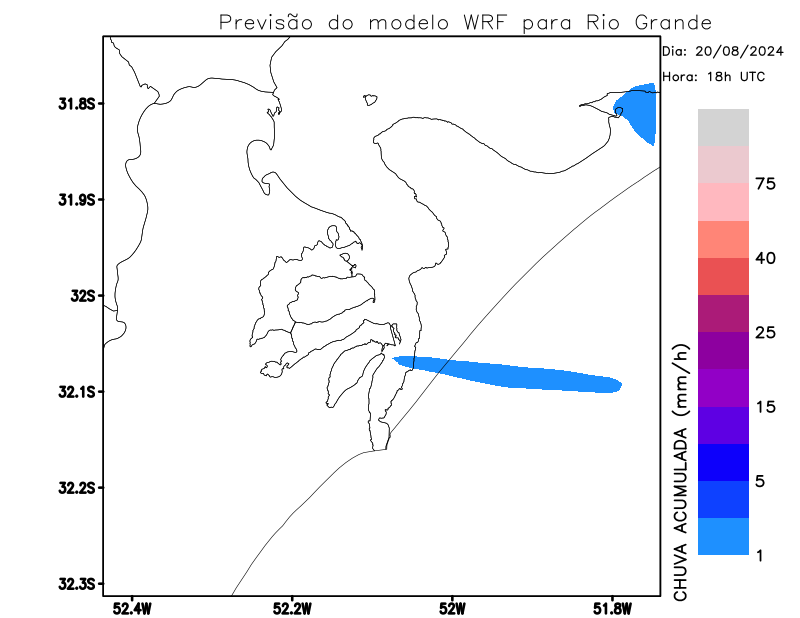 Previsão do modelo WRF para Rio Grande
Dia: 20/08/2024
Hora: 18h UTC
31.8S
31.9S
32S
32.1S
32.2S
32.3S
52.4W
52.2W
52W
51.8W
75
40
25
15
5
1
CHUVA ACUMULADA (mm/h)